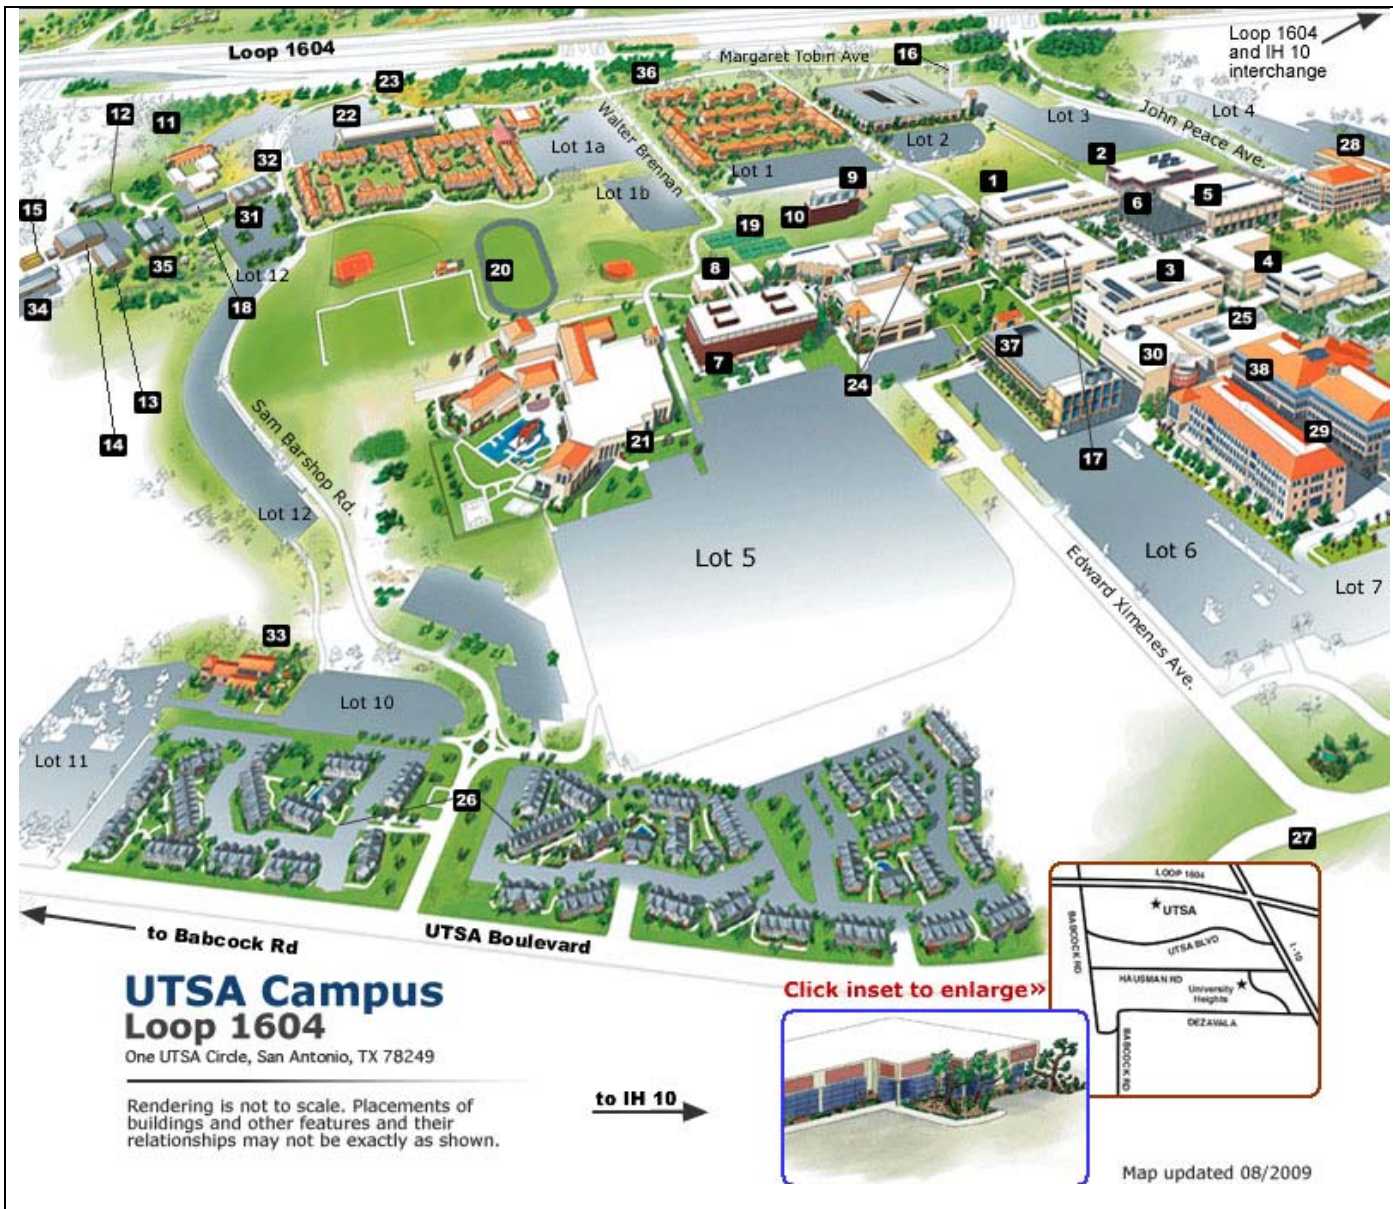 Loop 1604
Loop 1604
and IH 10
interchange
Margaret Tobin Ave
16
36
23
12
11
22
Walter Brennan
Lot 3
John Peace Ave.
Lot 4
Lot 2
Lot 1a
Lot 1
Lot 1b
32
2
28
9
1
5
6
10
15
31
19
35
18
Lot 12
34
20
8
3
4
25
7
24
37
30
38
13
14
Sam Barshop Rd.
21
17
29
Lot 12
Lot 5
Lot 6
Edward Ximenes Ave.
Lot 7
33
Lot 10
Lot 11
26
27
to Babcock Rd
UTSA Boulevard
LOOP 1604
UTSA
BABCOCK RD
UTSA BLVD
I-10
HAUSMAN RD
University
Heights
DEZAVALA
BABCOCK RD
UTSA Campus
Loop 1604
One UTSA Circle, San Antonio, TX 78249
Click inset to enlarge»
Rendering is not to scale. Placements of
buildings and other features and their
relationships may not be exactly as shown.
to IH 10
Map updated 08/2009